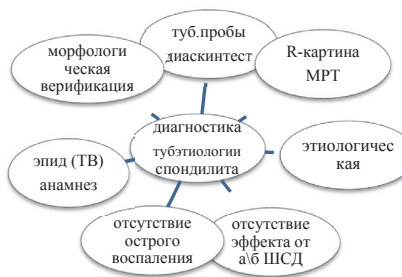 туб.пробы
диаскинтест
морфологи
ческая
верификация
R-картина
МРТ
диагностика
тубэтиологии
спондилита
эпид (ТВ)
анамнез
этиологичес
кая
отсутствие
острого
воспаления
отсутствие
эффекта от
а\б ШСД